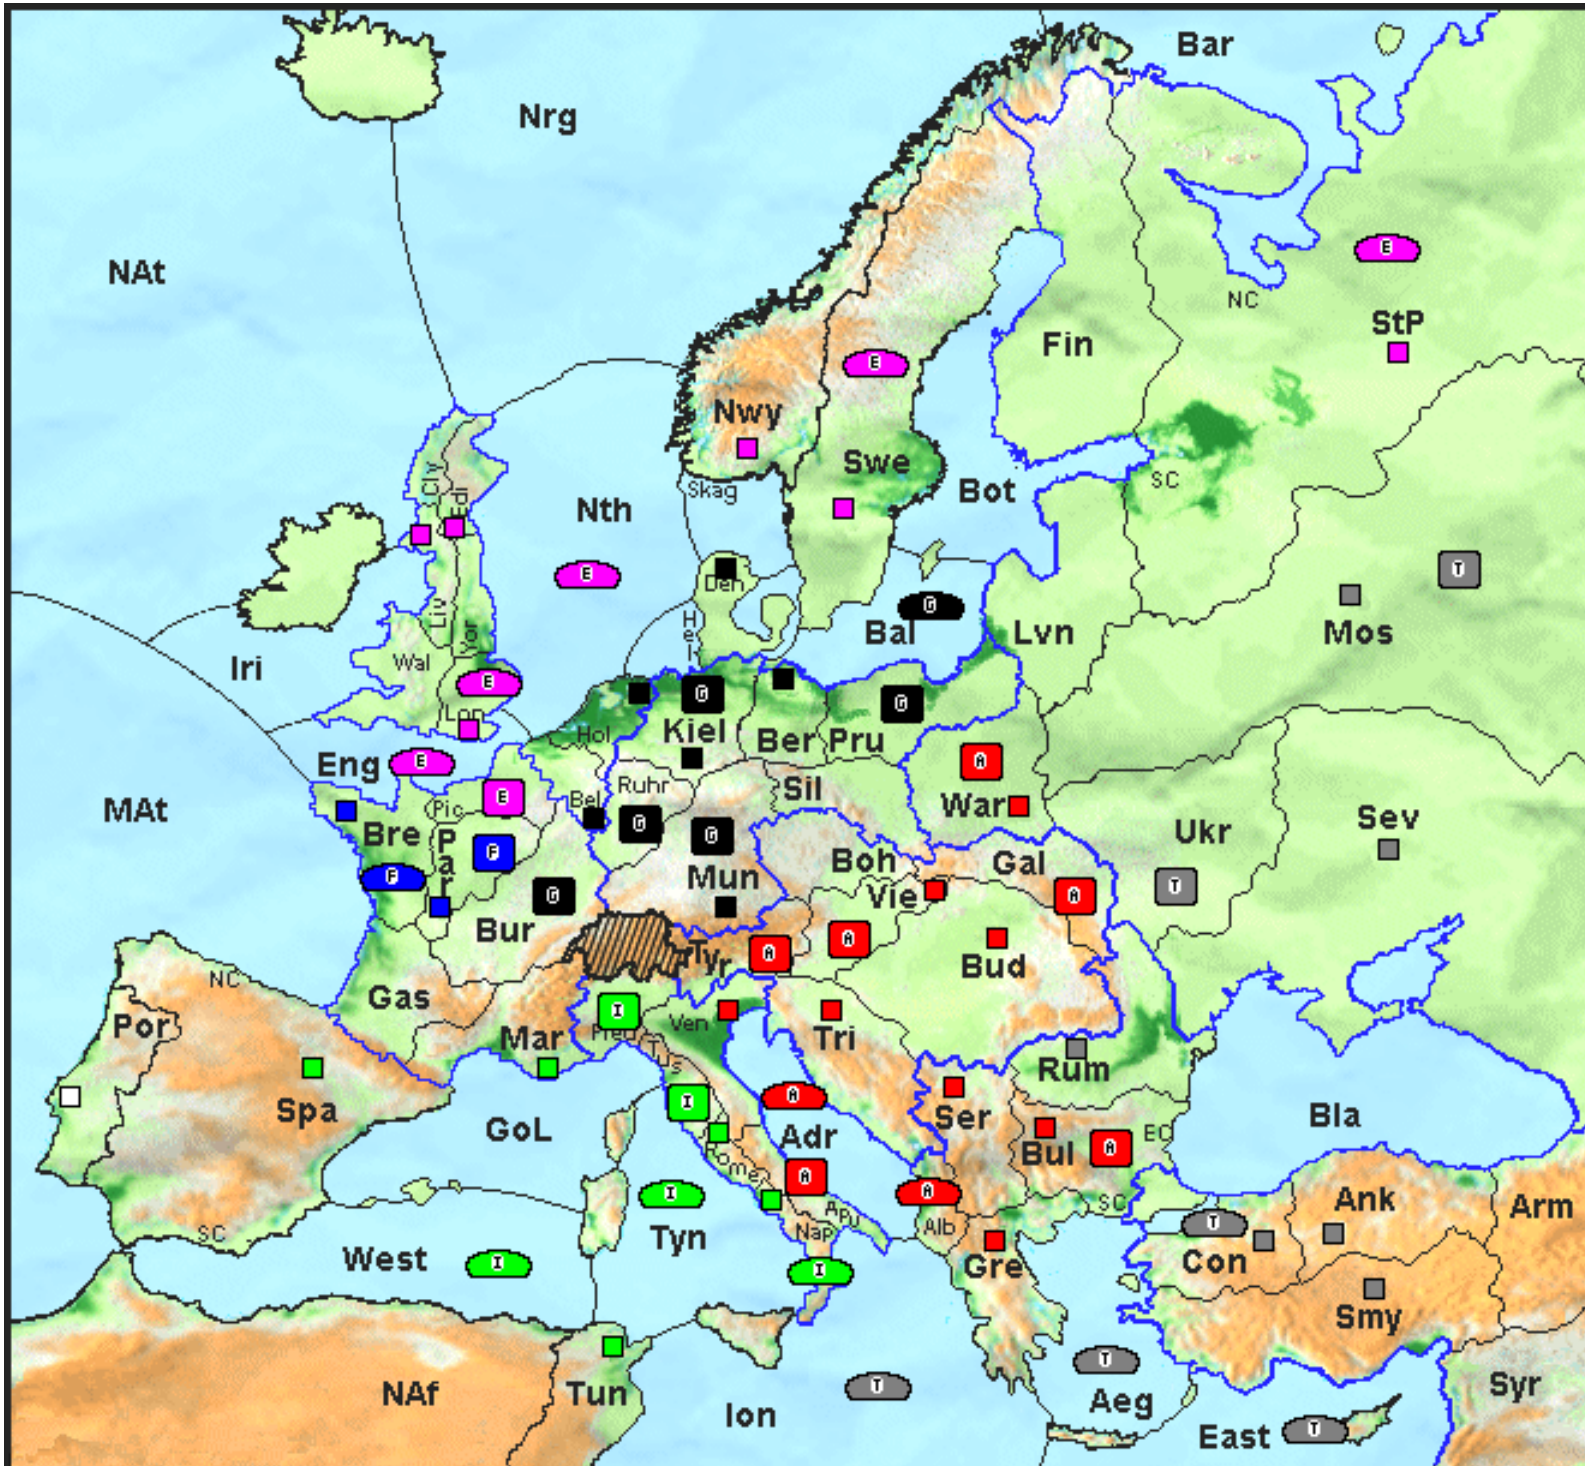 Bar
Nrg
NAt
E
NC
StP
Fin
E
Nwy
Swe
Cly
Edi
SC
Skag
Bot
Nth
E
T
Den
G
Hel
Bal
Lvn
Mos
Liv
Yor
Iri
Wal
E
G
G
Lon
Hol
Kiel
Ber
Pru
Eng
E
A
MAt
E
Pic
Bel
Ruhr
Sil
War
Bre
Par
F
G
G
Ukr
Sev
Boh
Gal
F
Mun
Vie
G
A
T
Bur
A
A
Tyr
Bud
NC
Gas
Por
I
Pied
Ven
Mar
Tus
Tri
Rum
Spa
I
A
Ser
Bla
GoL
Adr
EC
Rome
Bul
A
I
A
A
Ank
Arm
SC
SC
T
Tyn
Apu
Nap
Alb
West
I
I
Gre
Con
Smy
T
T
NAf
Tun
Ion
Aeg
Syr
East
T